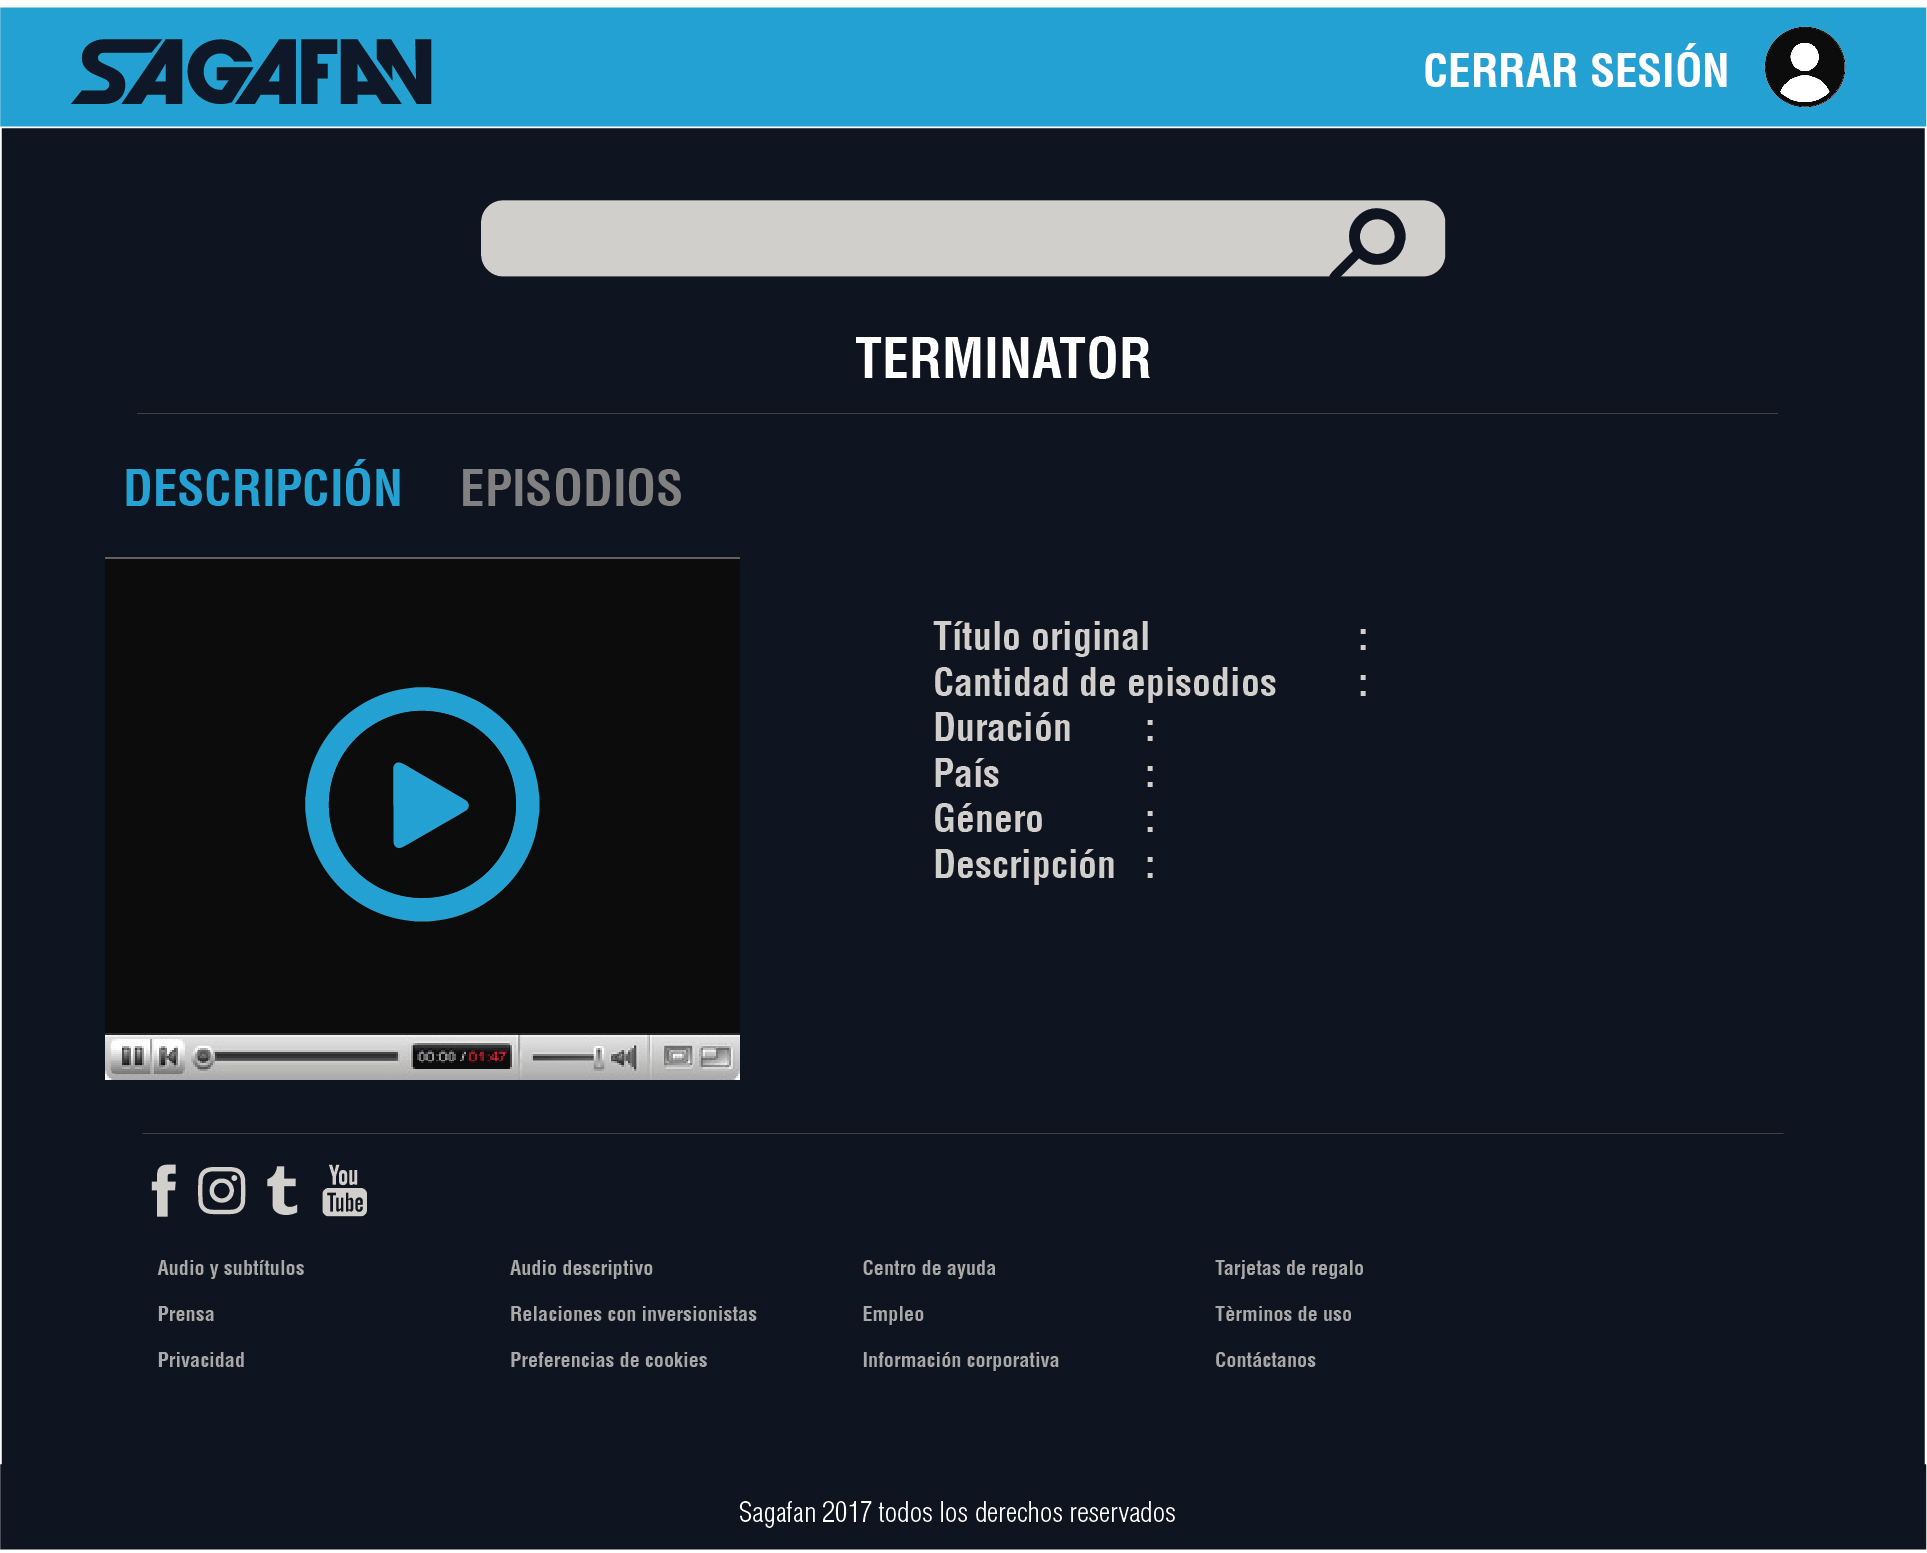 SAGAFAN
CERRAR SESIÓN
TERMINATOR
DESCRIPCIÓN EPISODIOS
Título original :
Cantidad de episodios :
Duración :
País :
Género :
Descripción :
00:00 / 01:47
You
Tube
Audio y subtítulos Audio descriptivo Centro de ayuda Tarjetas de regalo
Prensa Relaciones con inversionistas Empleo Tèrminos de uso
Privacidad Preferencias de cookies Información corporativa Contáctanos
Sagafan 2017 todos los derechos reservados